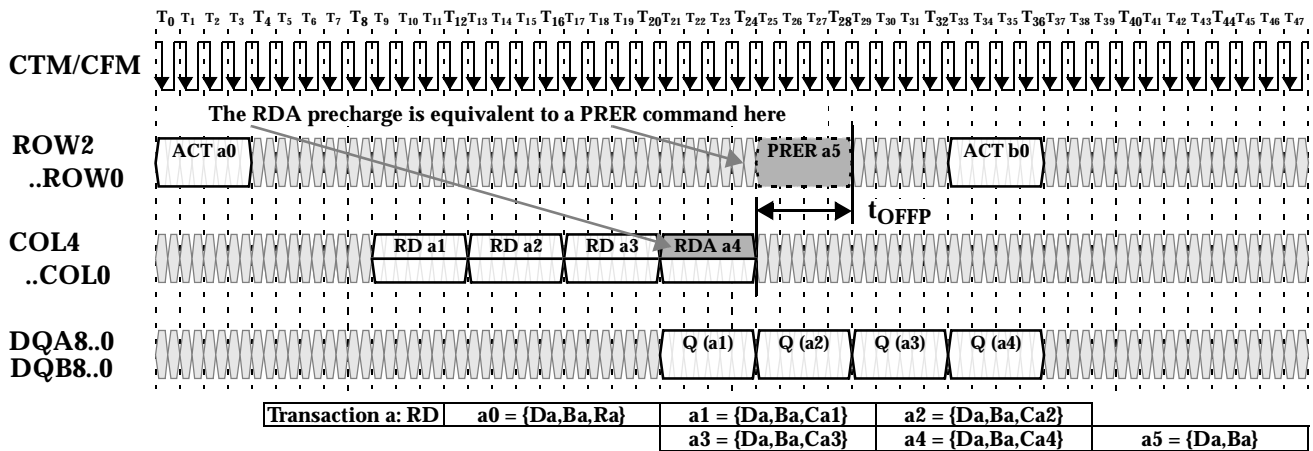 T0 T1 T2 T3 T4 T5 T6 T7 T8 T9 T10 T11 T12 T13 T14 T15 T16 T17 T18 T19 T20 T21 T22 T23 T24 T25 T26 T27 T28 T29 T30 T31 T32 T33 T34 T35 T36 T37 T38 T39 T40 T41 T42 T43 T44 T45 T46 T47
CTM/CFM
The RDA precharge is equivalent to a PRER command here
ROW2
..ROW0
ACT a0 PRER a5 ACT b0
tOFFP
COL4
..COL0
RD a1 RD a2 RD a3 RDA a4
DQA8..0
DQB8..0
Q (a1) Q (a2) Q (a3) Q (a4)
Transaction a: RD a0 = {Da,Ba,Ra} a1 = {Da,Ba,Ca1} a2 = {Da,Ba,Ca2}
a3 = {Da,Ba,Ca3} a4 = {Da,Ba,Ca4} a5 = {Da,Ba}